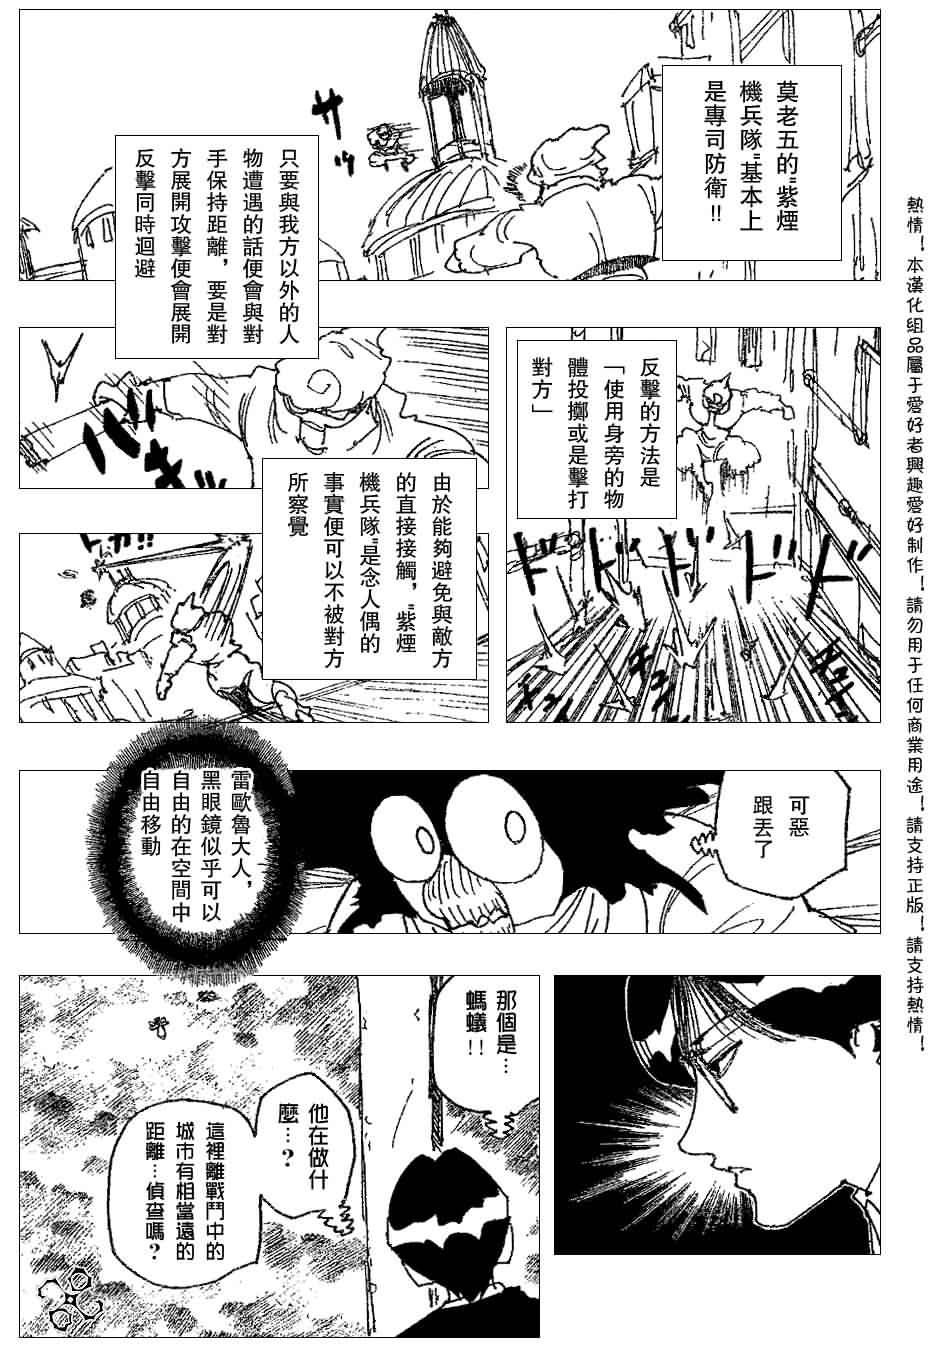 莫老五的"紫煙
機兵隊"基本上
是專司防衛!!
ザ
ッ
只要與我方以外的人
物遭遇的話便會與對
手保持距離，要是對
方展開攻擊便會展開
反擊同時迴避
反擊的方法是
「使用身旁的物
體投擲或是擊打
對方」
ドドドドド
由於能夠避免與敵方
的直接接觸，"紫煙
機兵隊"是念人偶的
事實便可以不被對方
所察覺
可惡
跟丟了
雷歐魯大人，
黑眼鏡似乎可以
自由的在空間中
自由移動
那個是…
螞蟻!!
他在做什
麼…？
這裡離戰鬥中的
城市有相當遠的
距離…偵查嗎？
熱情！本漢化組品屬于愛好者興趣愛好制作！請勿用于任何商業用途！請支持正版！請支持熱情！